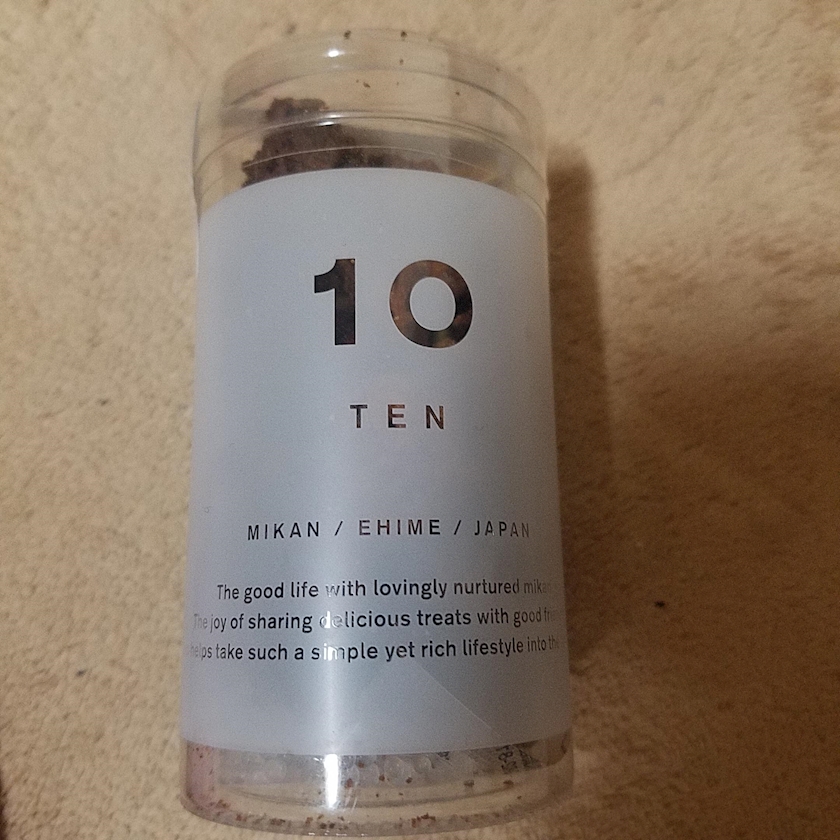 10
TEN
MIKAN / EHIME / JAPAN
The good life with lovingly nurtured mikan
The joy of sharing delicious treats with good
helps take such a simple yet rich lifestyle into the